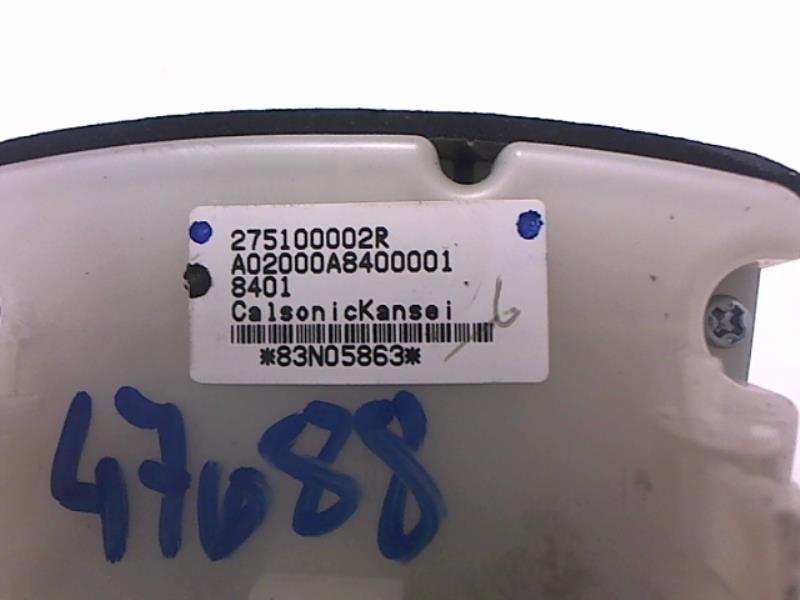 275100002R
A02000A8400001
8401
CalsonicKansei
*83N05863*
47688